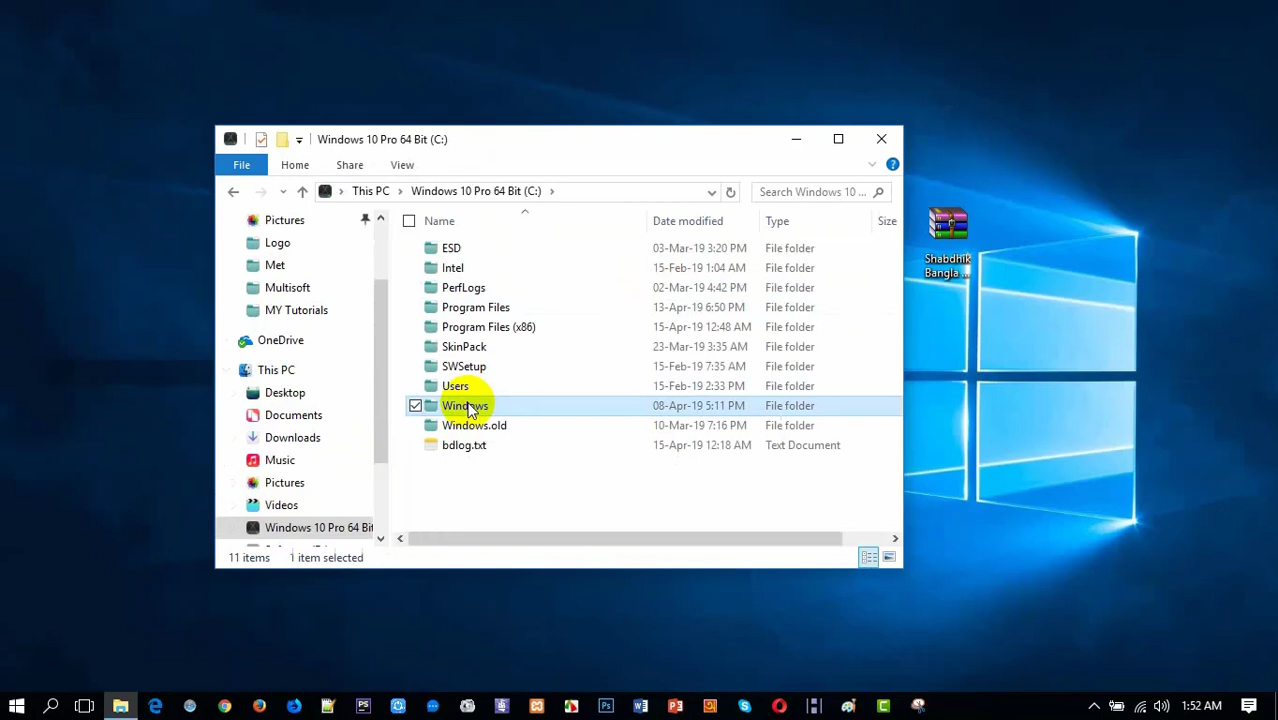 Windows 10 Pro 64 Bit (C:)
File Home Share View
This PC Windows 10 Pro 64 Bit (C:) Search Windows 10 ...
Pictures
Logo
Met
Multisoft
MY Tutorials
OneDrive
This PC
Desktop
Documents
Downloads
Music
Pictures
Videos
Windows 10 Pro 64 Bit
Name Date modified Type Size
ESD 03-Mar-19 3:20 PM File folder
Intel 15-Feb-19 1:04 AM File folder
PerfLogs 02-Mar-19 4:42 PM File folder
Program Files 13-Apr-19 6:50 PM File folder
Program Files (x86) 15-Apr-19 12:48 AM File folder
SkinPack 23-Mar-19 3:35 AM File folder
SWSetup 15-Feb-19 7:35 AM File folder
Users 15-Feb-19 2:33 PM File folder
Windows 08-Apr-19 5:11 PM File folder
Windows.old 10-Mar-19 7:16 PM File folder
bdlog.txt 15-Apr-19 12:18 AM Text Document
11 items 1 item selected
Shabdhik
Bangla ...
1:52 AM